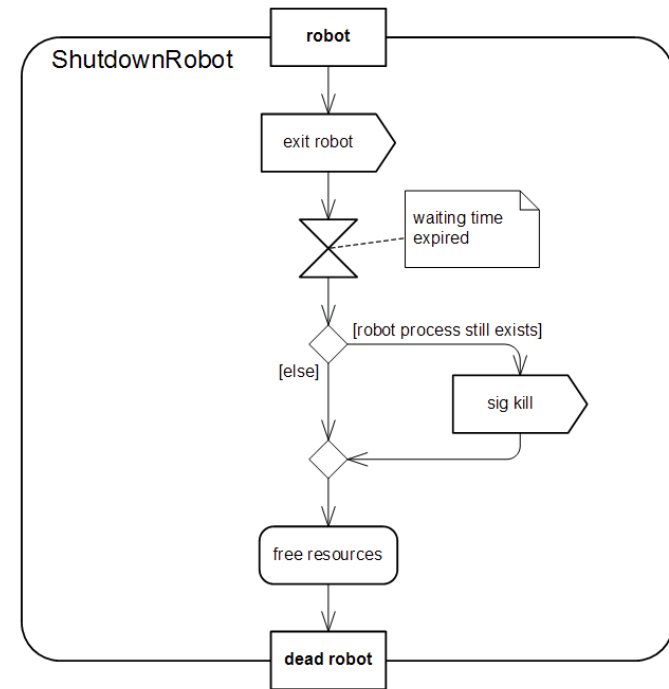 robot
ShutdownRobot
exit robot
waiting time
expired
[robot process still exists]
[else]
sig kill
free resources
dead robot